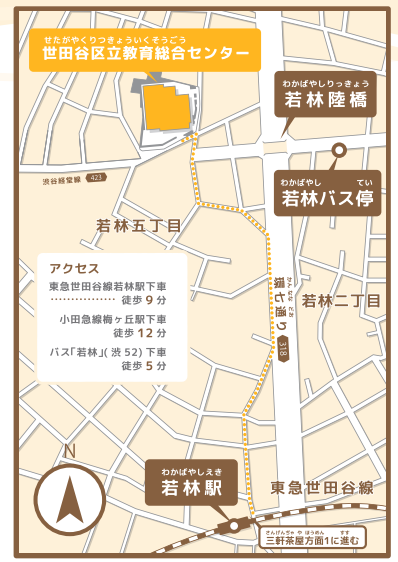 せたがやくりつきょういくそうごう
世田谷区立教育総合センター
わかばやしりっきょう
若林陸橋
渋谷経堂線 423
わかばやし てい
若林バス停
若林五丁目
アクセス
東急世田谷線若林駅下車
徒歩 9 分
小田急線梅ヶ丘駅下車
徒歩 12 分
バス「若林」(渋 52) 下車
徒歩 5 分
かんなな どお
環七通り
318
若林二丁目
N
わかばやしえき
若林駅
東急世田谷線
さんげんぢゃ や ほうめん すす
三軒茶屋方面1に進む